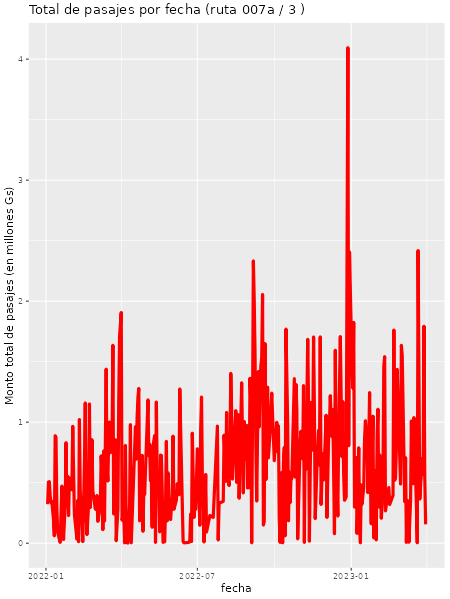 Total de pasajes por fecha (ruta 007a / 3 )
Monto total de pasajes (en millones Gs)
4
3
2
1
0
2022-01
2022-07
2023-01
fecha